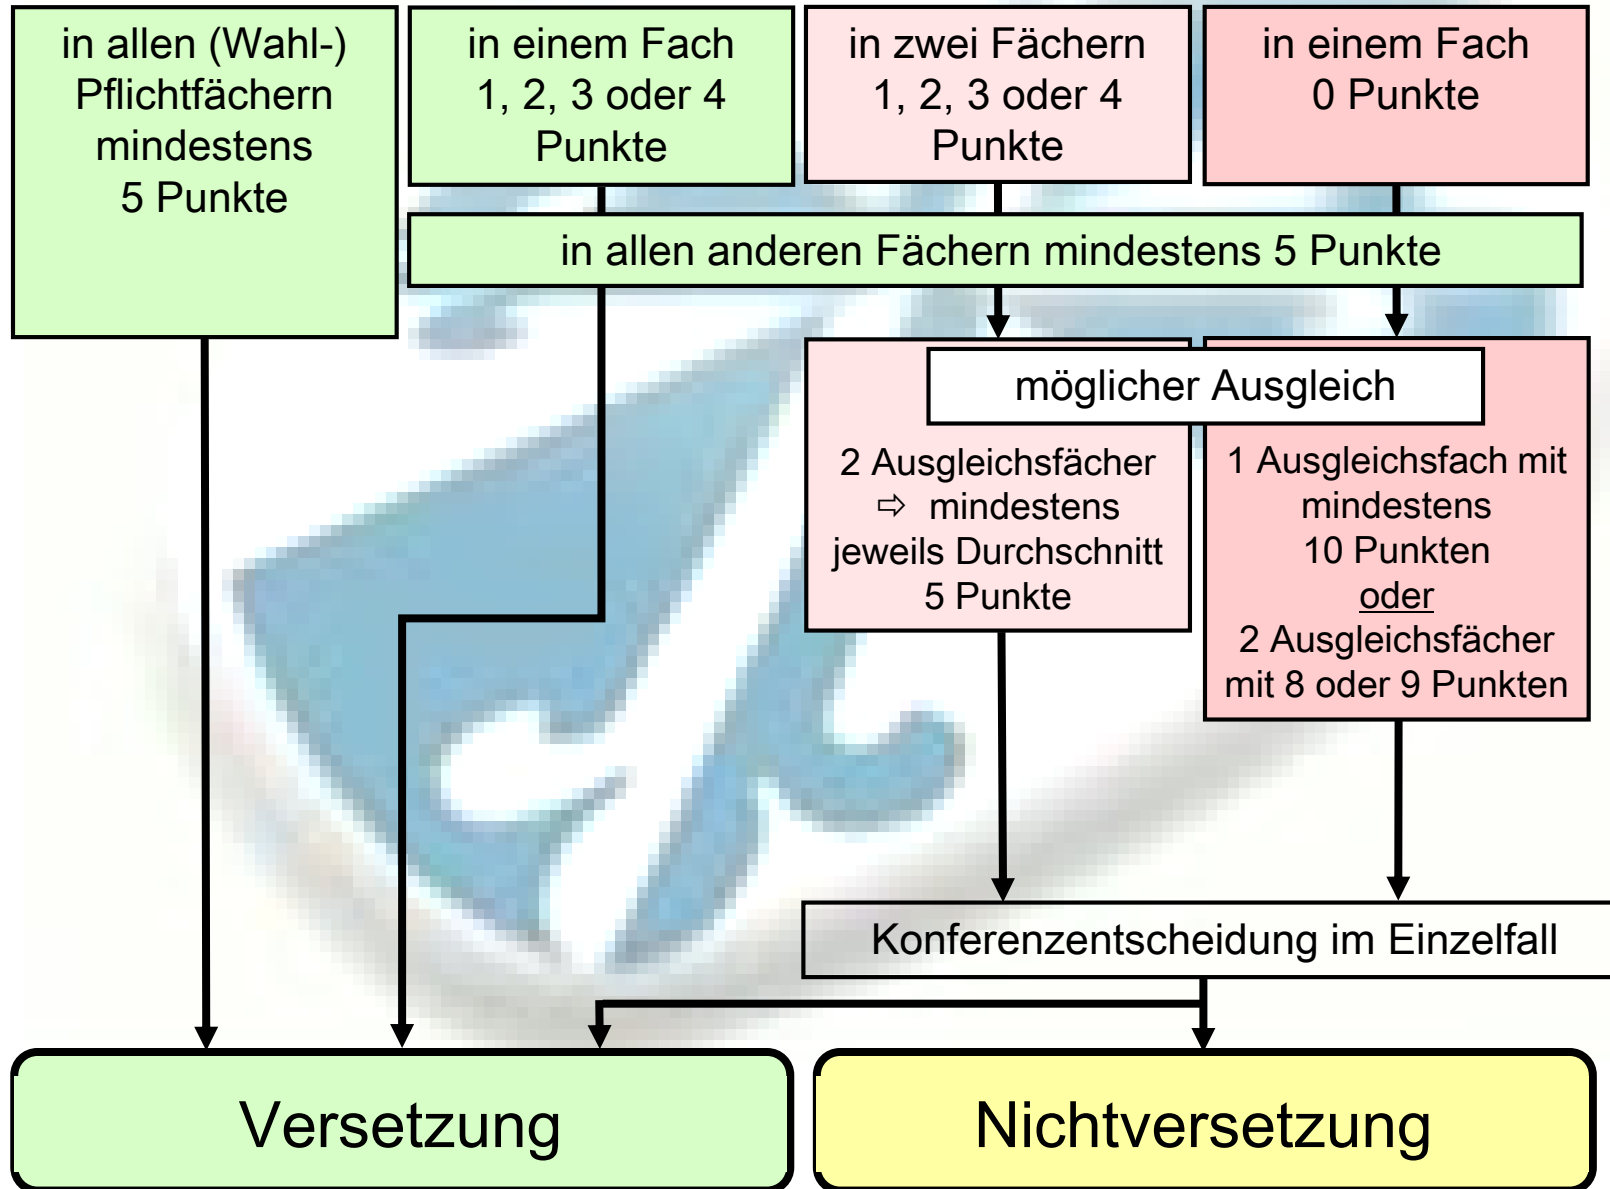 in allen (Wahl-)
Pflichtfächern
mindestens
5 Punkte
in einem Fach
1, 2, 3 oder 4
Punkte
in zwei Fächern
1, 2, 3 oder 4
Punkte
in einem Fach
0 Punkte
in allen anderen Fächern mindestens 5 Punkte
möglicher Ausgleich
2 Ausgleichsfächer
⇨ mindestens
jeweils Durchschnitt
5 Punkte
1 Ausgleichsfach mit
mindestens
10 Punkten
oder
2 Ausgleichsfächer
mit 8 oder 9 Punkten
Konferenzentscheidung im Einzelfall
Versetzung
Nichtversetzung